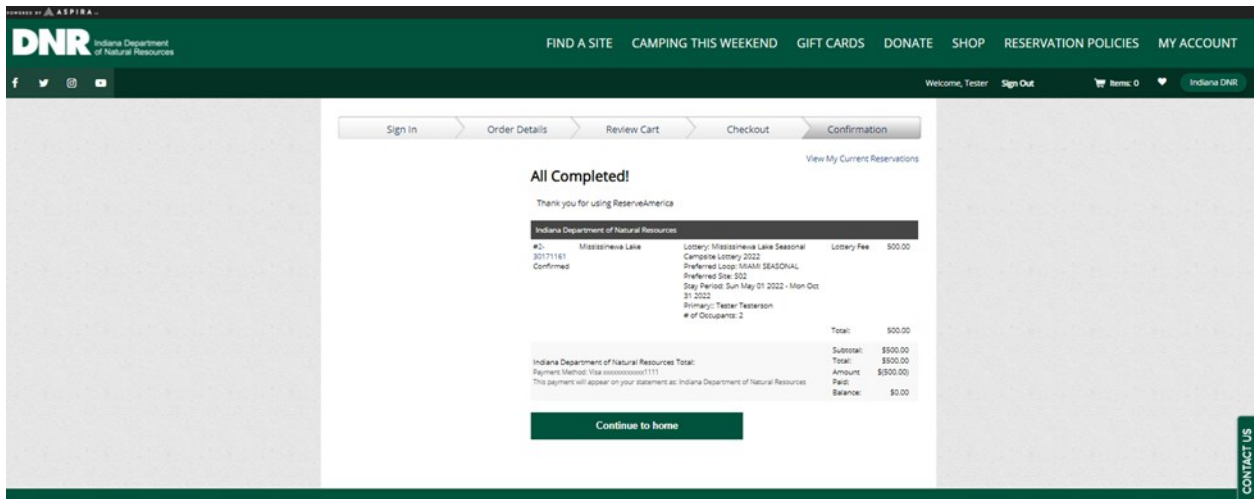 POWERED BY ASPIRA
DNR Indiana Department
of Natural Resources
FIND A SITE CAMPING THIS WEEKEND GIFT CARDS DONATE SHOP RESERVATION POLICIES MY ACCOUNT
Welcome, Tester Sign Out Items: 0 Indiana DNR
Sign In Order Details Review Cart Checkout Confirmation
View My Current Reservations
All Completed!
Thank you for using ReserveAmerica
Indiana Department of Natural Resources
#2-
30171161
Confirmed
Mississinewa Lake
Lottery: Mississinewa Lake Seasonal
Campsite Lottery 2022
Preferred Loop: MIAMI SEASONAL
Preferred Site: S02
Stay Period: Sun May 01 2022 - Mon Oct
31 2022
Primary:: Tester Testerson
# of Occupants: 2
Lottery Fee 500.00
Total: 500.00
Indiana Department of Natural Resources Total:
Payment Method: Visa xxxxxxxxxxxx1111
This payment will appear on your statement as: Indiana Department of Natural Resources
Subtotal: $500.00
Total: $500.00
Amount $(500.00)
Paid:
Balance: $0.00
Continue to home
CONTACT US